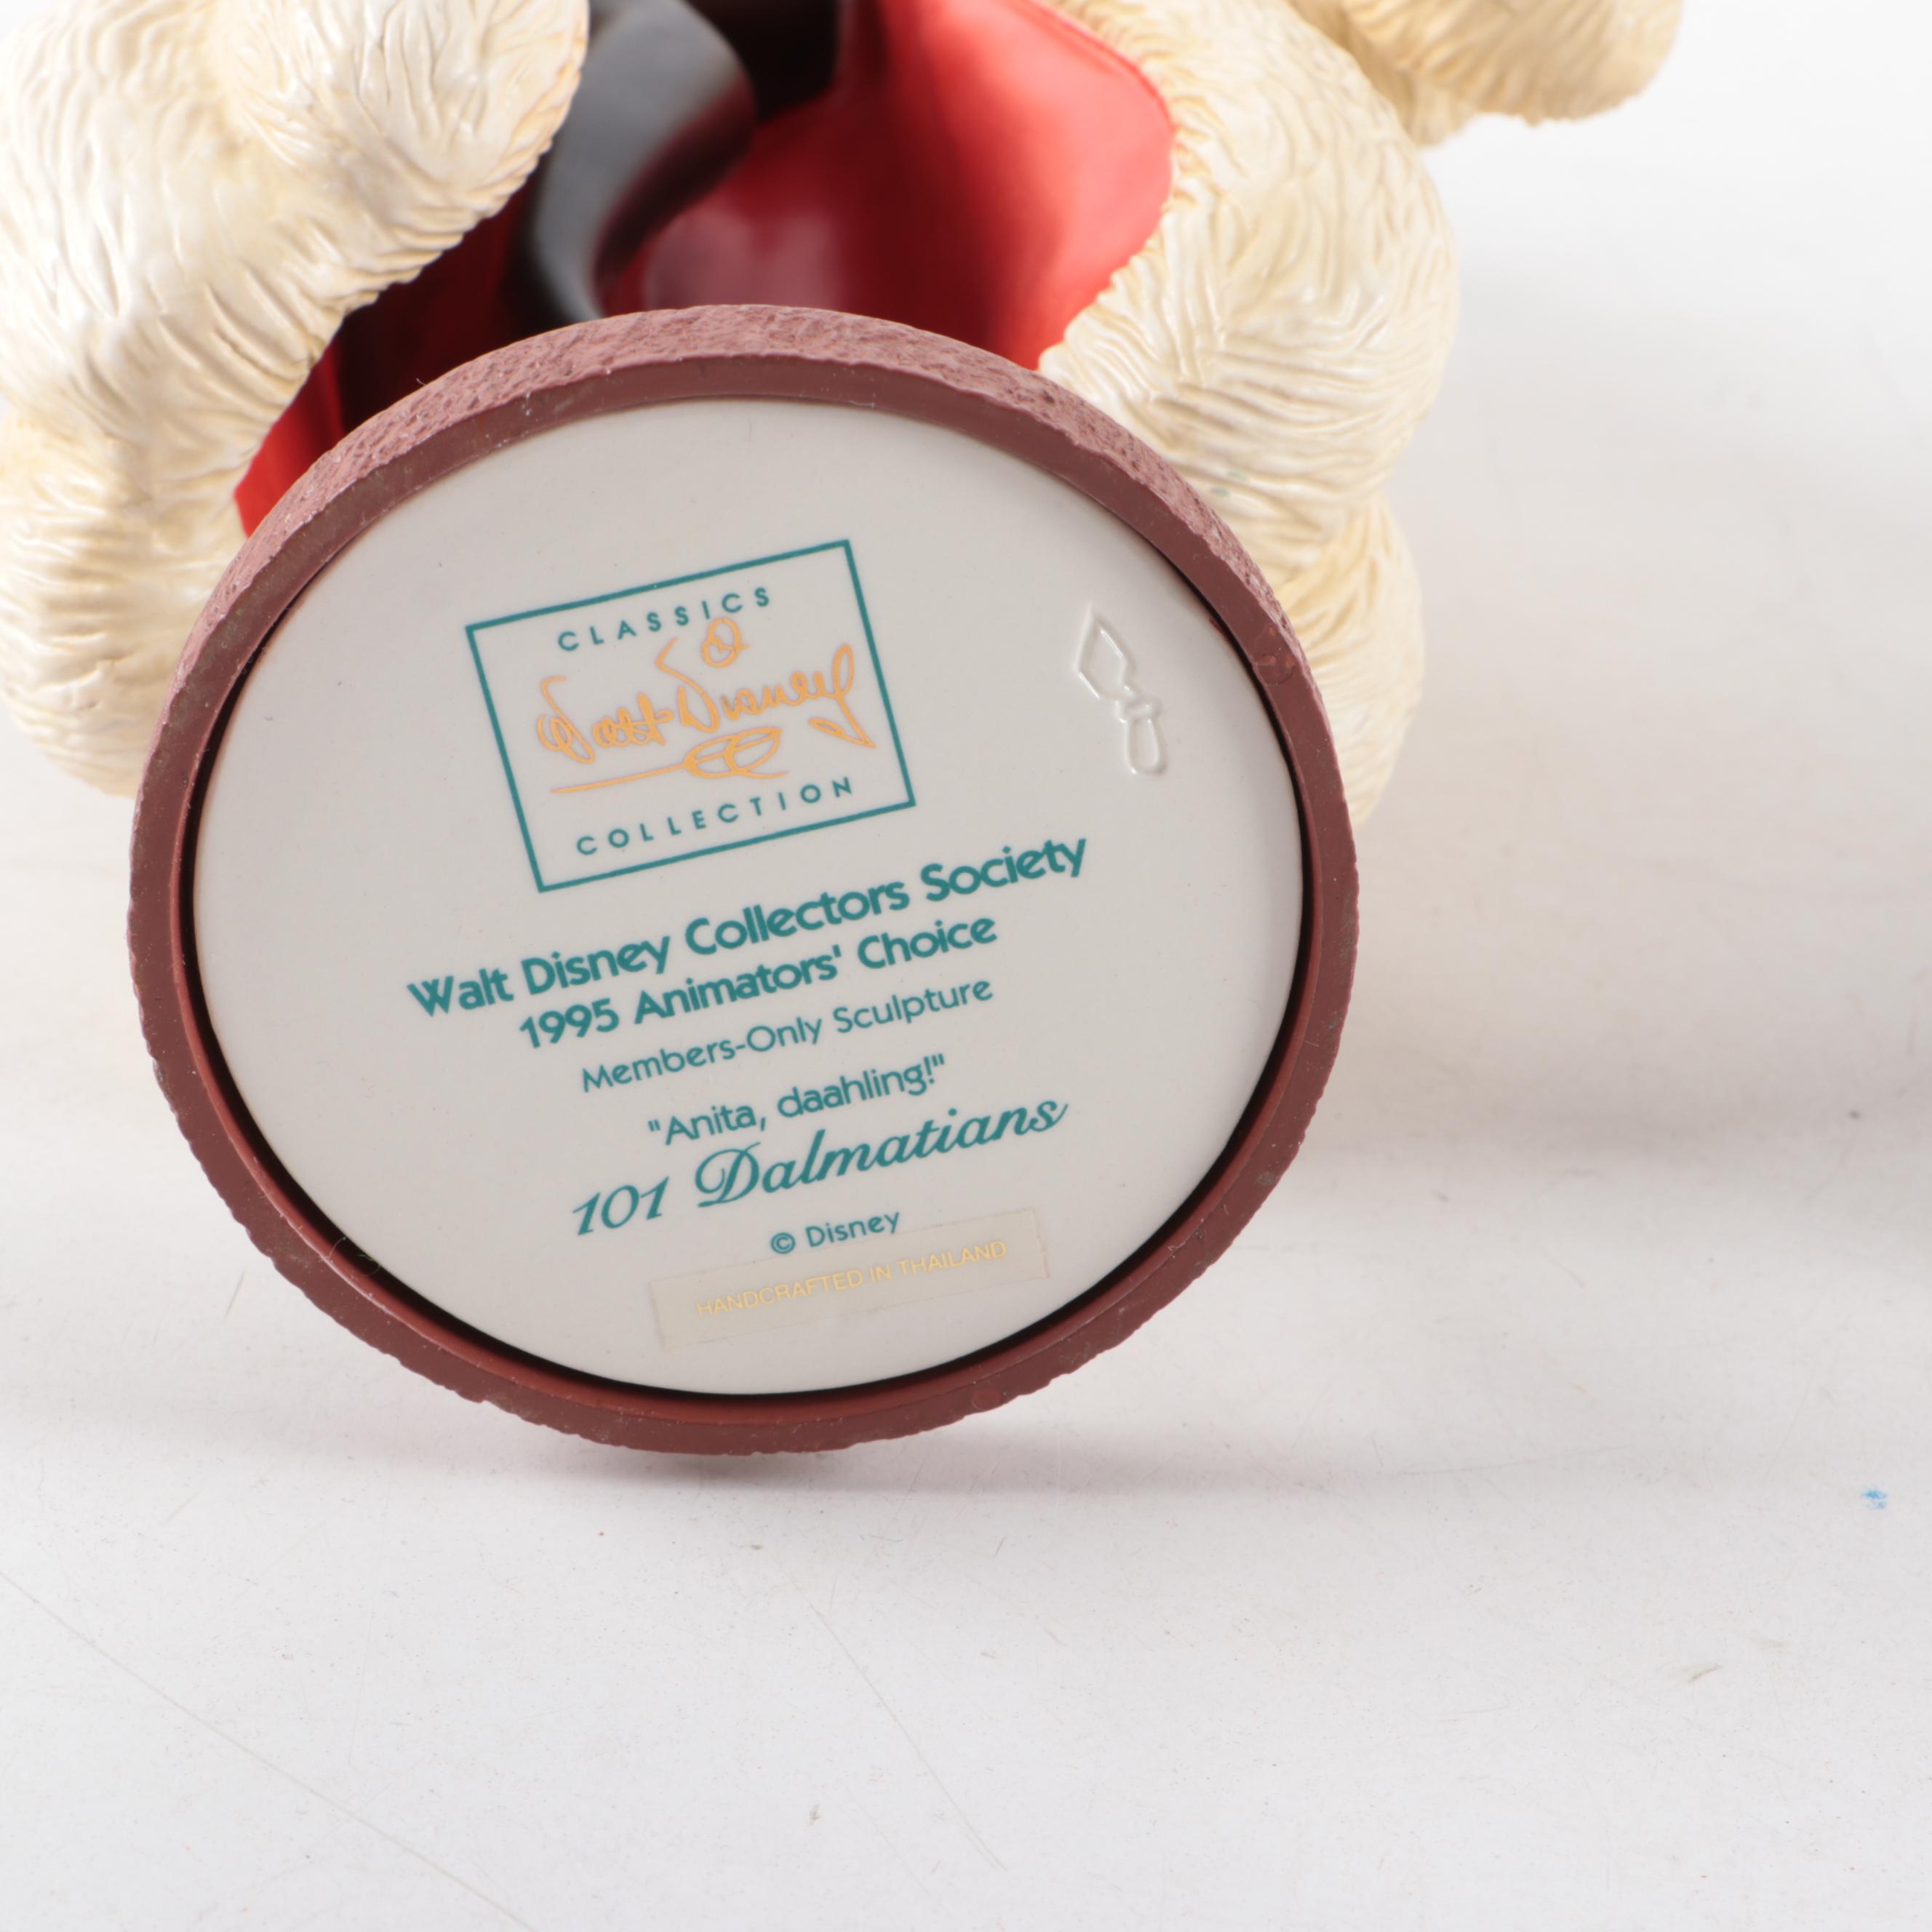 CLASSICS
Walt Disney
COLLECTION
Walt Disney Collectors Society
1995 Animators' Choice
Members-Only Sculpture
"Anita, daahling!"
101 Dalmatians
© Disney
HANDCRAFTED IN THAILAND